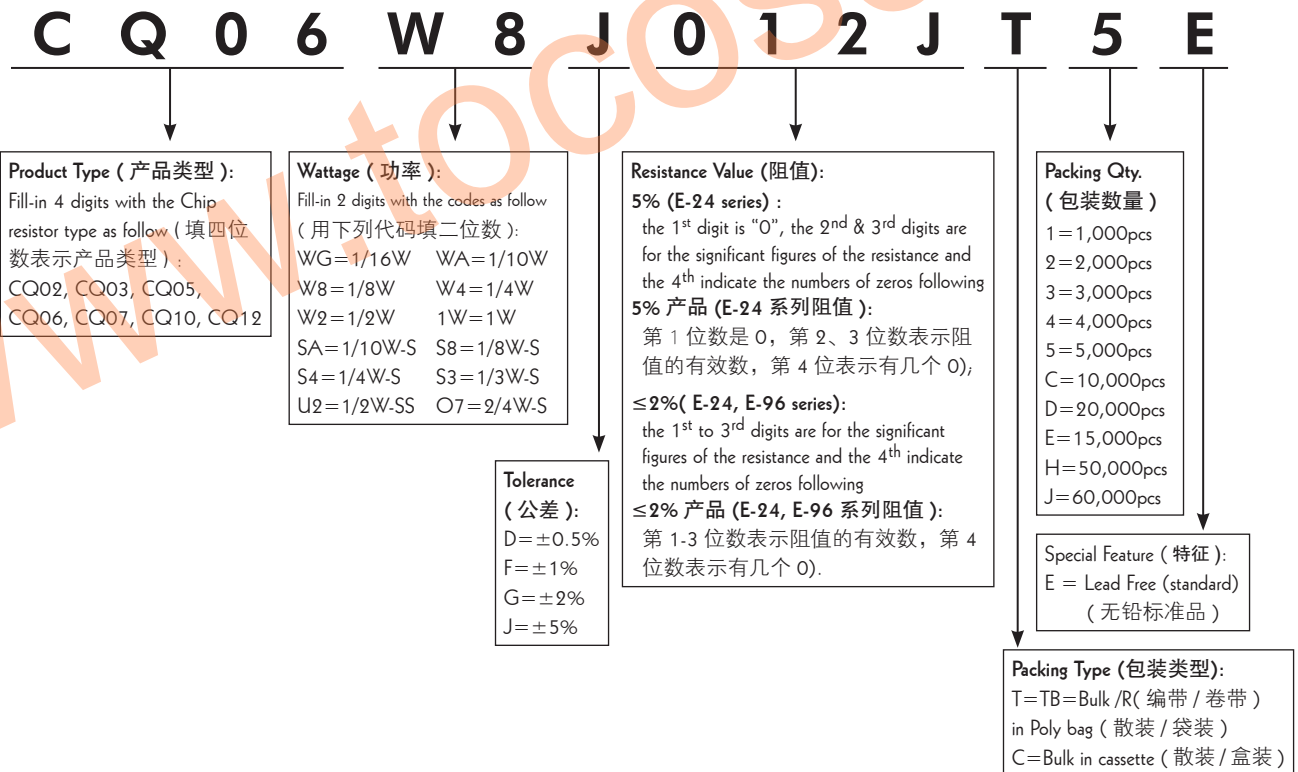 C Q 0 6 W 8 J 0 1 2 J T 5 E
Product Type ( 产品类型 ):
Fill-in 4 digits with the Chip
resistor type as follow ( 填四位
数表示产品类型 ) :
CQ02, CQ03, CQ05,
CQ06, CQ07, CQ10, CQ12
Wattage ( 功率 ):
Fill-in 2 digits with the codes as follow
( 用下列代码填二位数 ):
WG=1/16W WA=1/10W
W8=1/8W W4=1/4W
W2=1/2W 1W=1W
SA=1/10W-S S8=1/8W-S
S4=1/4W-S S3=1/3W-S
U2=1/2W-SS O7=2/4W-S
Tolerance
( 公差 ):
D=±0.5%
F=±1%
G=±2%
J=±5%
Resistance Value (阻值):
5% (E-24 series) :
the 1st digit is “0”, the 2nd & 3rd digits are
for the significant figures of the resistance and
the 4th indicate the numbers of zeros following
5% 产品 (E-24 系列阻值 ):
第 1 位数是 0，第 2、3 位数表示阻
值的有效数，第 4 位表示有几个 0);
≤2%( E-24, E-96 series):
the 1st to 3rd digits are for the significant
figures of the resistance and the 4th indicate
the numbers of zeros following
≤2% 产品 (E-24, E-96 系列阻值 ):
第 1-3 位数表示阻值的有效数，第 4
位数表示有几个 0).
Packing Qty.
( 包装数量 )
1=1,000pcs
2=2,000pcs
3=3,000pcs
4=4,000pcs
5=5,000pcs
C=10,000pcs
D=20,000pcs
E=15,000pcs
H=50,000pcs
J=60,000pcs
Special Feature ( 特征 ):
E = Lead Free (standard)
( 无铅标准品 )
Packing Type (包装类型):
T=TB=Bulk /R( 编带 / 卷带 )
in Poly bag ( 散装 / 袋装 )
C=Bulk in cassette ( 散装 / 盒装 )